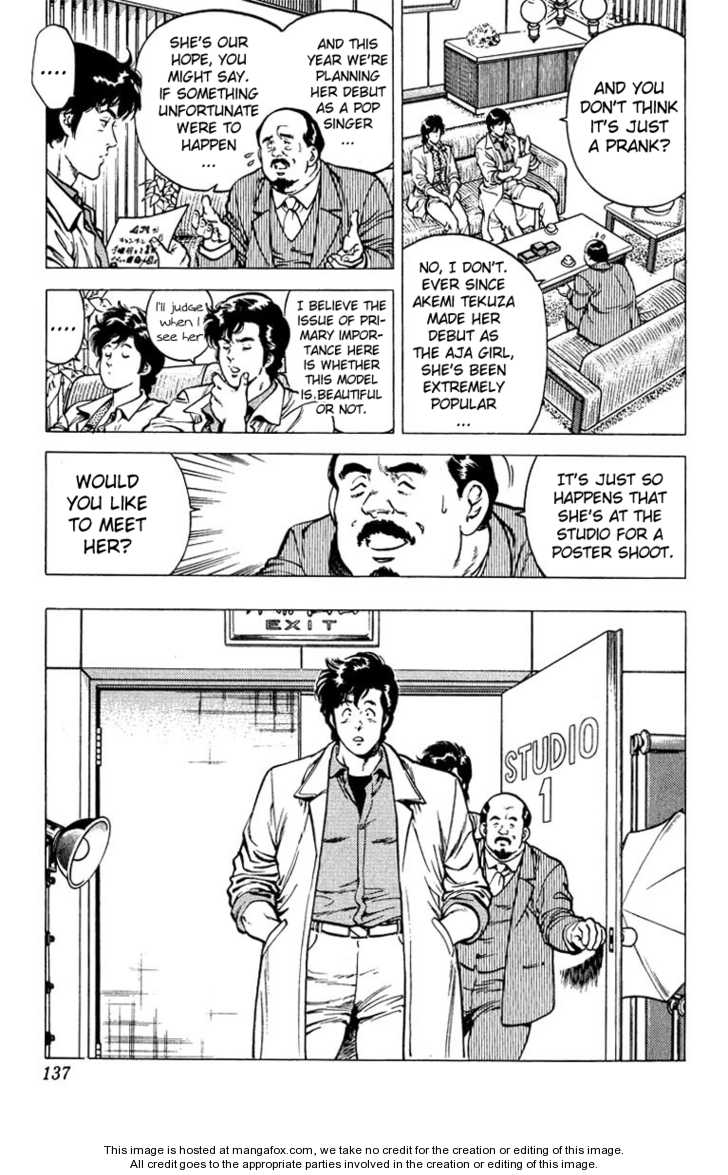 AND YOU
DON'T THINK
IT'S JUST
A PRANK?
NO, I DON'T.
EVER SINCE
AKEMI TEKUZA
MADE HER
DEBUT AS
THE AJA GIRL,
SHE'S BEEN
EXTREMELY
POPULAR
...
AND THIS
YEAR WE'RE
PLANNING
HER DEBUT
AS A POP
SINGER
...
SHE'S OUR
HOPE, YOU
MIGHT SAY.
IF SOMETHING
UNFORTUNATE
WERE TO
HAPPEN
...
....
I BELIEVE THE
ISSUE OF PRI-
MARY IMPOR-
TANCE HERE
IS WHETHER
THIS MODEL
IS BEAUTIFUL
OR NOT.
I'll judge
when I
see her
....
IT'S JUST SO
HAPPENS THAT
SHE'S AT THE
STUDIO FOR A
POSTER SHOOT.
WOULD
YOU LIKE
TO MEET
HER?
EXIT
STUDIO
1
137
This image is hosted at mangafox.com, we take no credit for the creation or editing of this image.
All credit goes to the appropriate parties involved in the creation or editing of this image.